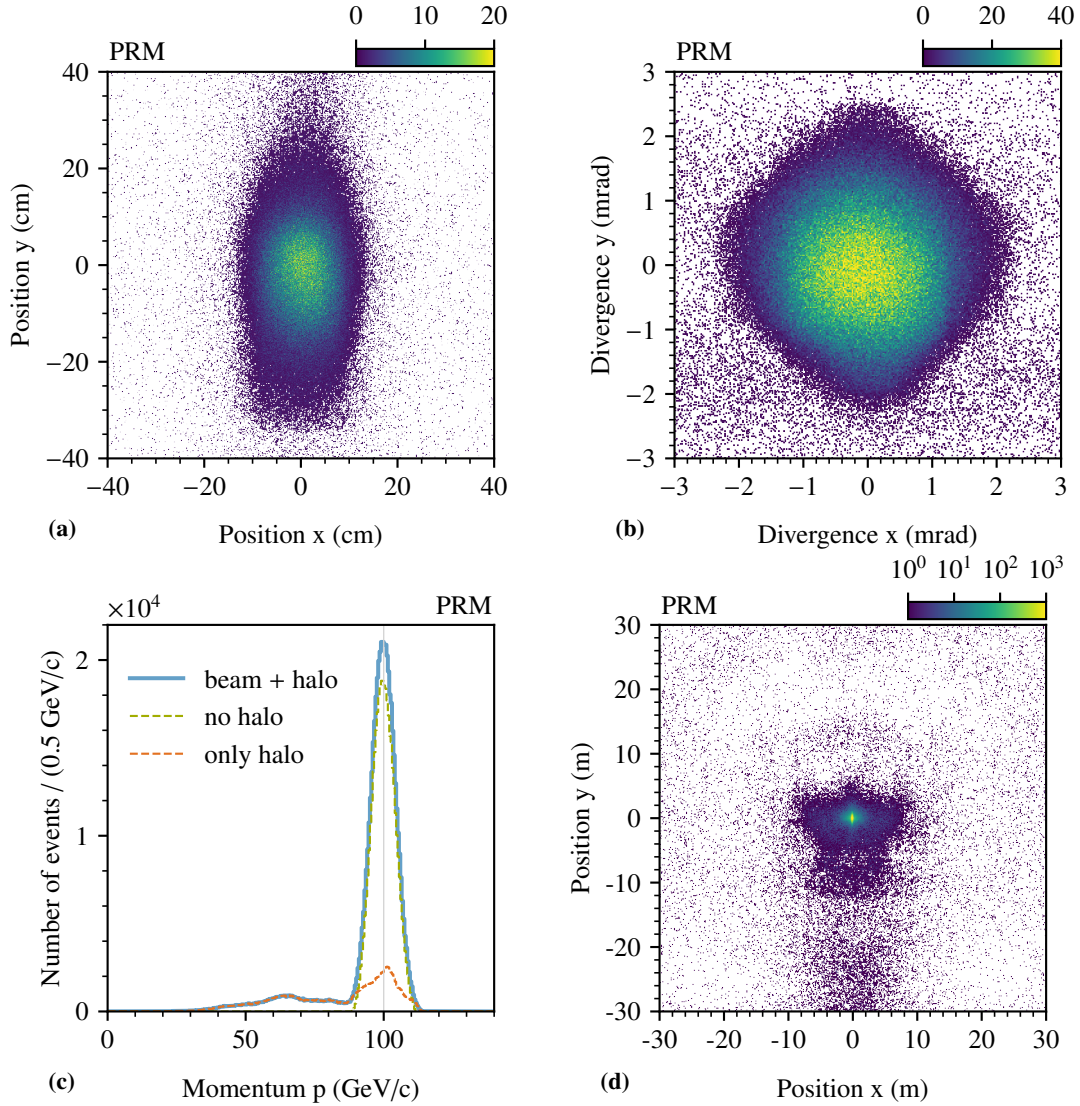 0 10 20
PRM
40
20
0
−20
−40
−40 −20 0 20 40
Position y (cm)
(a) Position x (cm)
0 20 40
PRM
3
2
1
0
−1
−2
−3
−3 −2 −1 0 1 2 3
Divergence y (mrad)
(b) Divergence x (mrad)
×10⁴ PRM
2
1
0
beam + halo
no halo
only halo
0 50 100
Number of events / (0.5 GeV/c)
(c) Momentum p (GeV/c)
10⁰ 10¹ 10² 10³
PRM
30
20
10
0
-10
-20
-30
-30 -20 -10 0 10 20 30
Position y (m)
(d) Position x (m)